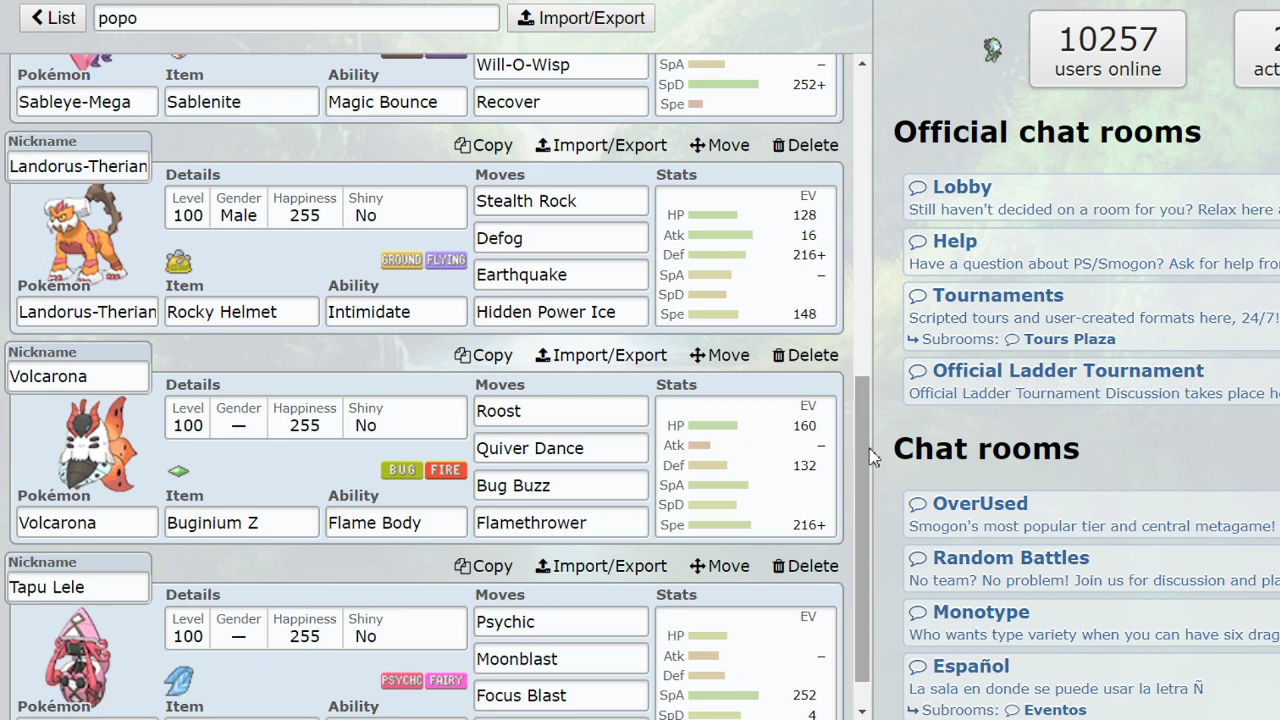 List
popo
Import/Export
Pokémon
Item
Ability
Sableye-Mega
Sablenite
Magic Bounce
Will-O-Wisp
Recover
SpA –
SpD 252+
Spe
Nickname
Landorus-Therian
Copy Import/Export Move Delete
Details
Level Gender Happiness Shiny
100 Male 255 No
GROUND FLYING
Pokémon
Item
Ability
Landorus-Therian
Rocky Helmet
Intimidate
Moves
Stealth Rock
Defog
Earthquake
Hidden Power Ice
Stats
EV
HP 128
Atk 16
Def 216+
SpA –
SpD
Spe 148
Nickname
Volcarona
Copy Import/Export Move Delete
Details
Level Gender Happiness Shiny
100 — 255 No
BUG FIRE
Pokémon
Item
Ability
Volcarona
Buginium Z
Flame Body
Moves
Roost
Quiver Dance
Bug Buzz
Flamethrower
Stats
EV
HP 160
Atk –
Def 132
SpA
SpD
Spe 216+
Nickname
Tapu Lele
Copy Import/Export Move Delete
Details
Level Gender Happiness Shiny
100 — 255 No
PSYCHC FAIRY
Pokémon
Item
Ability
Moves
Psychic
Moonblast
Focus Blast
Stats
EV
HP
Atk –
Def
SpA 252
SpD 4
10257
users online
Official chat rooms
Lobby
Still haven't decided on a room for you? Relax here
Help
Have a question about PS/Smogon? Ask for help
Tournaments
Scripted tours and user-created formats here, 24/7!
Subrooms: Tours Plaza
Official Ladder Tournament
Official Ladder Tournament Discussion takes place
Chat rooms
OverUsed
Smogon's most popular tier and central metagame!
Random Battles
No team? No problem! Join us for discussion and
Monotype
Who wants type variety when you can have six
Español
La sala en donde se puede usar la letra Ñ
Subrooms: Eventos